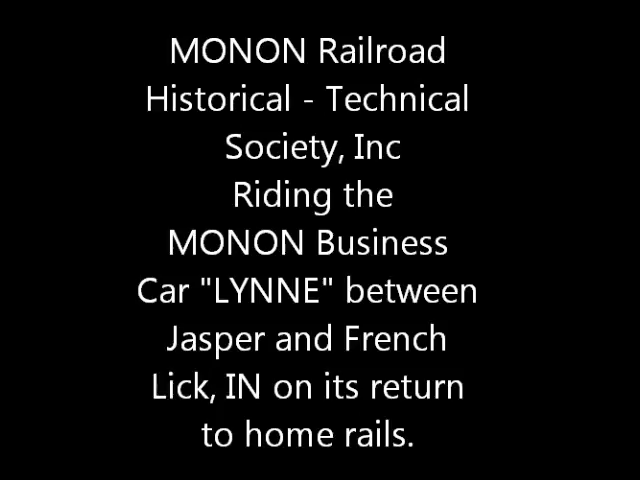 MONON Railroad
Historical - Technical
Society, Inc
Riding the
MONON Business
Car "LYNNE" between
Jasper and French
Lick, IN on its return
to home rails.